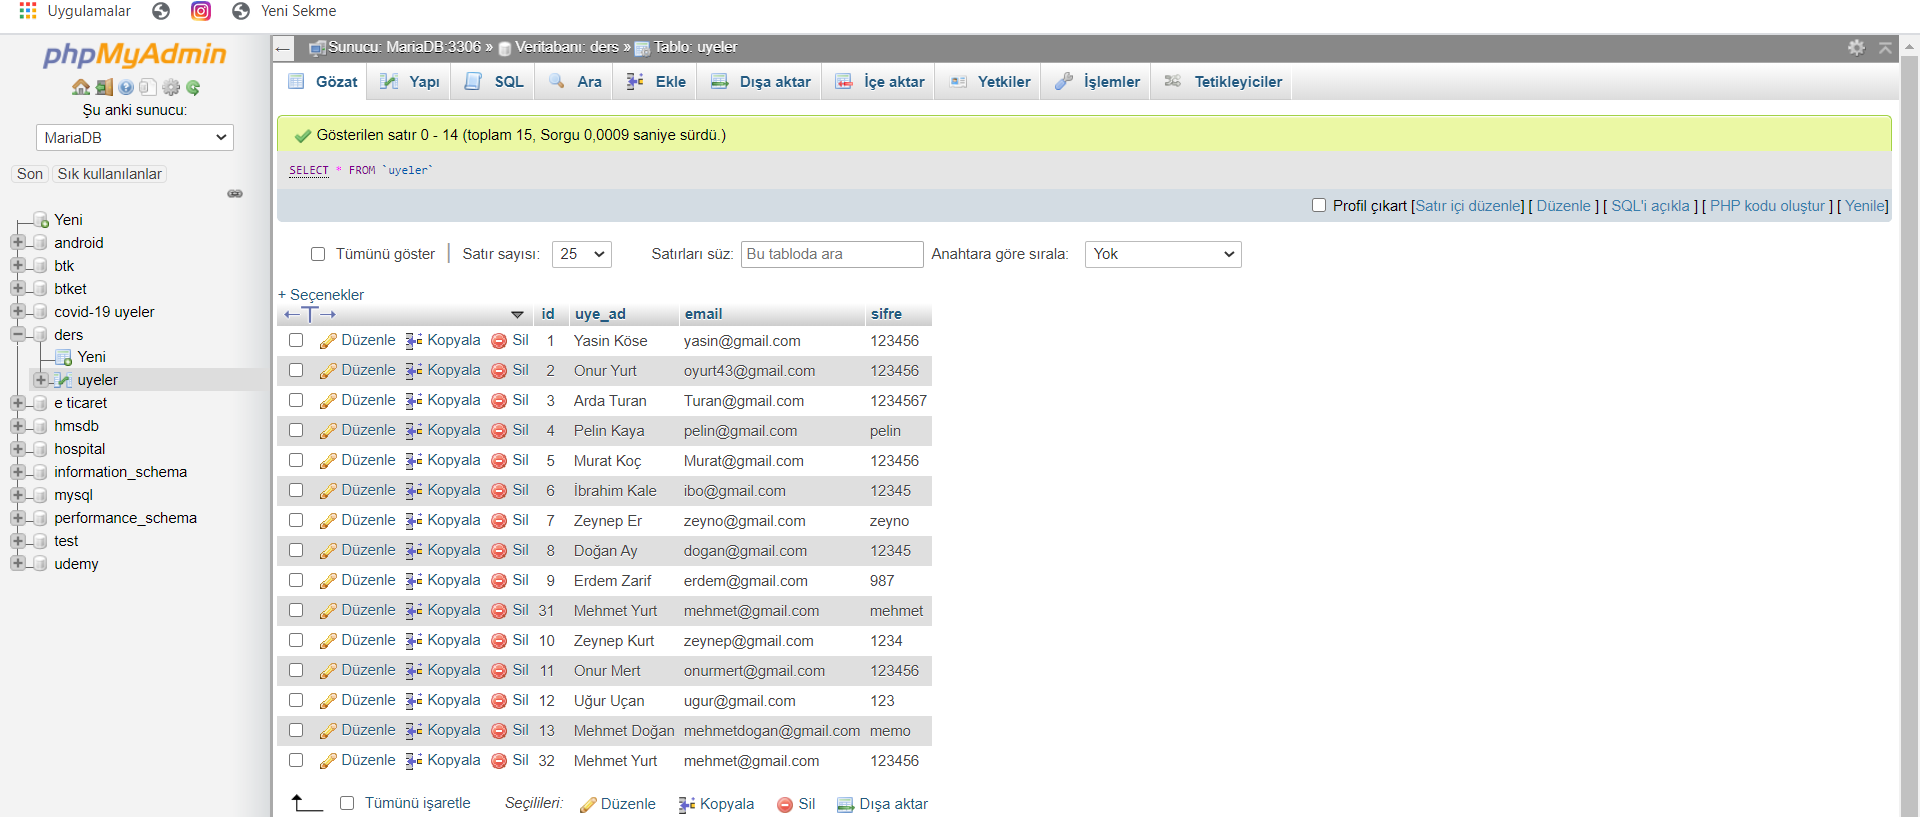 Uygulamalar Yeni Sekme
phpMyAdmin
Şu anki sunucu:
MariaDB
Son Sık kullanılanlar
Yeni
android
btk
btket
covid-19 uyeler
ders
Yeni
uyeler
e ticaret
hmsdb
hospital
information_schema
mysql
performance_schema
test
udemy
Sunucu: MariaDB:3306 » Veritabanı: ders » Tablo: uyeler
Gözat Yapı SQL Ara Ekle Dışa aktar İçe aktar Yetkiler İşlemler Tetikleyiciler
Gösterilen satır 0 - 14 (toplam 15, Sorgu 0,0009 saniye sürdü.)
SELECT * FROM `uyeler`
Profil çıkart [Satır içi düzenle] [ Düzenle ] [ SQL'i açıkla ] [ PHP kodu oluştur ] [ Yenile]
Tümünü göster | Satır sayısı: 25 Satırları süz: Bu tabloda ara Anahtara göre sırala: Yok
+ Seçenekler
←T→ id uye_ad email sifre
Düzenle Kopyala Sil 1 Yasin Köse yasin@gmail.com 123456
Düzenle Kopyala Sil 2 Onur Yurt oyurt43@gmail.com 123456
Düzenle Kopyala Sil 3 Arda Turan Turan@gmail.com 1234567
Düzenle Kopyala Sil 4 Pelin Kaya pelin@gmail.com pelin
Düzenle Kopyala Sil 5 Murat Koç Murat@gmail.com 123456
Düzenle Kopyala Sil 6 İbrahim Kale ibo@gmail.com 12345
Düzenle Kopyala Sil 7 Zeynep Er zeyno@gmail.com zeyno
Düzenle Kopyala Sil 8 Doğan Ay dogan@gmail.com 12345
Düzenle Kopyala Sil 9 Erdem Zarif erdem@gmail.com 987
Düzenle Kopyala Sil 31 Mehmet Yurt mehmet@gmail.com mehmet
Düzenle Kopyala Sil 10 Zeynep Kurt zeynep@gmail.com 1234
Düzenle Kopyala Sil 11 Onur Mert onurmert@gmail.com 123456
Düzenle Kopyala Sil 12 Uğur Uçan ugur@gmail.com 123
Düzenle Kopyala Sil 13 Mehmet Doğan mehmetdogan@gmail.com memo
Düzenle Kopyala Sil 32 Mehmet Yurt mehmet@gmail.com 123456
Tümünü işaretle Seçilileri: Düzenle Kopyala Sil Dışa aktar